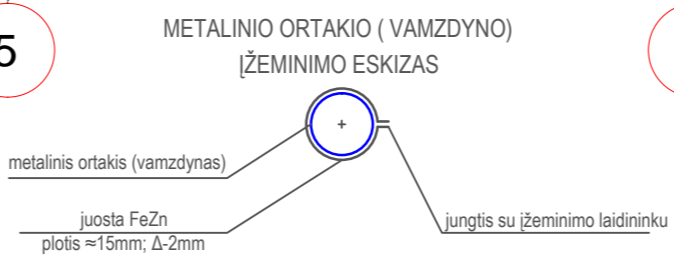 5
METALINIO ORTAKIO ( VAMZDYNO)
ĮŽEMINIMO ESKIZAS
metalinis ortakis (vamzdynas)
juosta FeZn
plotis ≈15mm; Δ-2mm
jungtis su įžeminimo laidininku